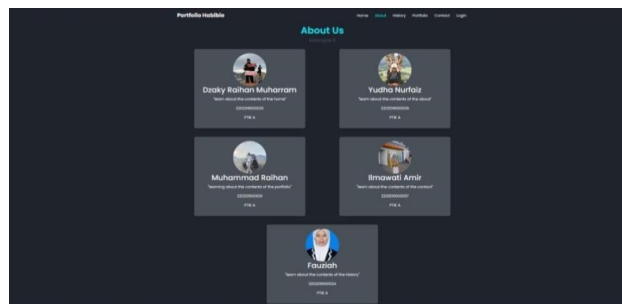 Portfolio Habibie
Home About History Portfolio Contact Login
About Us
Dzaky Raihan Muharram
"learn about the contents of the home"
PTIK A
Yudha Nurfaiz
"learn about the contents of the about"
PTIK A
Muhammad Raihan
"learning about the contents of the portfolio"
PTIK A
Ilmawati Amir
"learn about the contents of the contact"
PTIK A
Fauziah
"learn about the contents of the history"
PTIK A